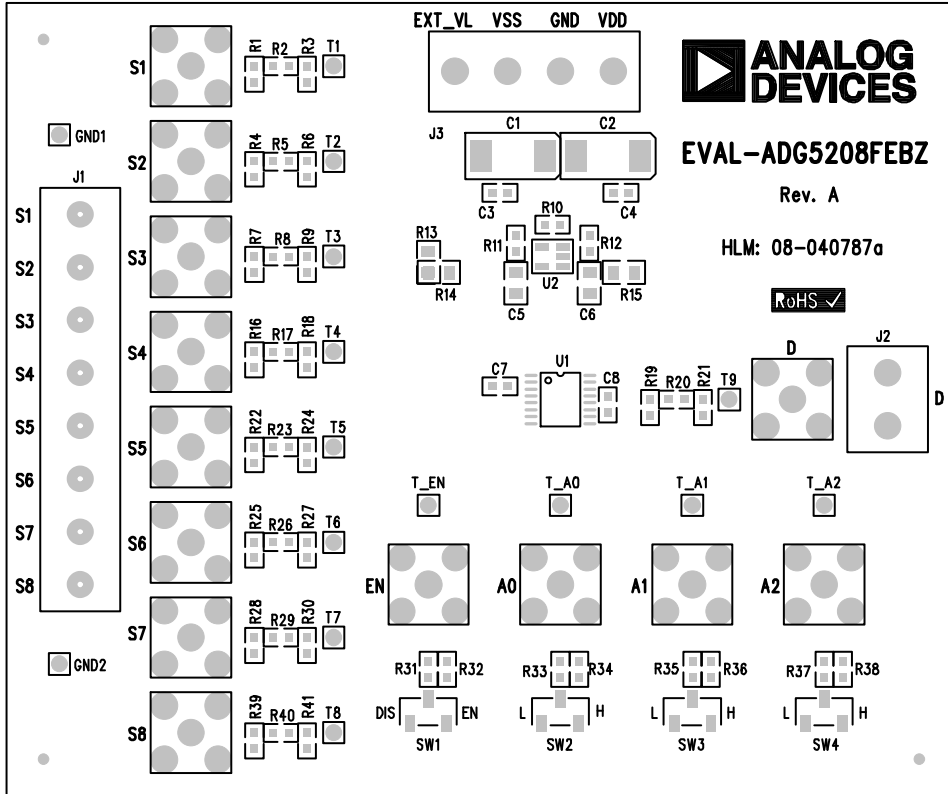 EXT_VL VSS GND VDD
ANALOG
DEVICES
EVAL-ADG5208FEBZ
Rev. A
HLM: 08-040787a
RoHS ✓
S1 R1 R2 R3 T1
J3 C1 C2
GND1
S2 R4 R5 R6 T2
C3 C4
J1
S1
S2
S3
S4
S5
S6
S7
S8
GND2
S3 R7 R8 R9 T3
R13 R14
R10
R11 R12
U2
C5 C6 R15
S4 R16 R17 R18 T4
C7 U1 C8
R19 R20 R21 T9
D
J2
D
S5 R22 R23 R24 T5
T_EN T_A0 T_A1 T_A2
S6 R25 R26 R27 T6
EN A0 A1 A2
S7 R28 R29 R30 T7
R31 R32 R33 R34 R35 R36 R37 R38
S8 R39 R40 R41 T8
DIS EN L H L H L H
SW1 SW2 SW3 SW4